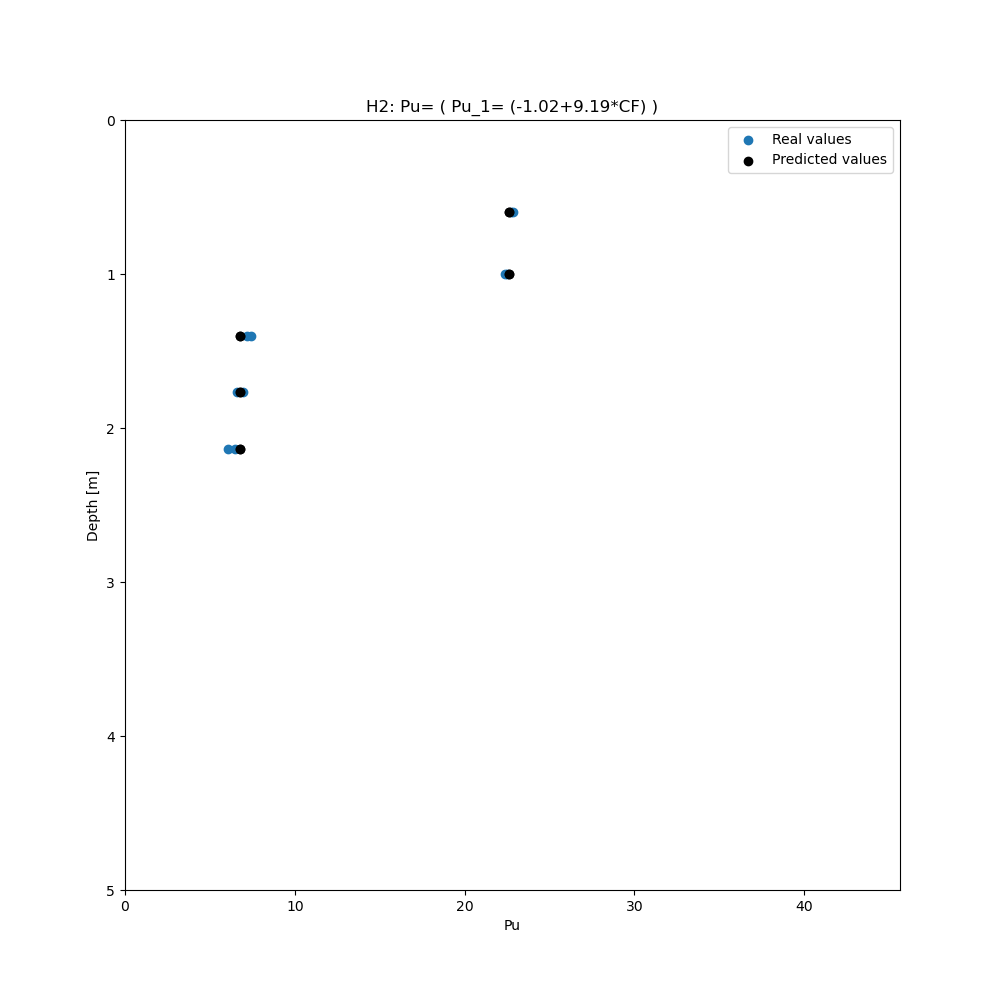 H2: Pu= ( Pu_1= (-1.02+9.19*CF) )
Real values
Predicted values
0
1
2
3
4
5
Depth [m]
0
10
20
30
40
Pu